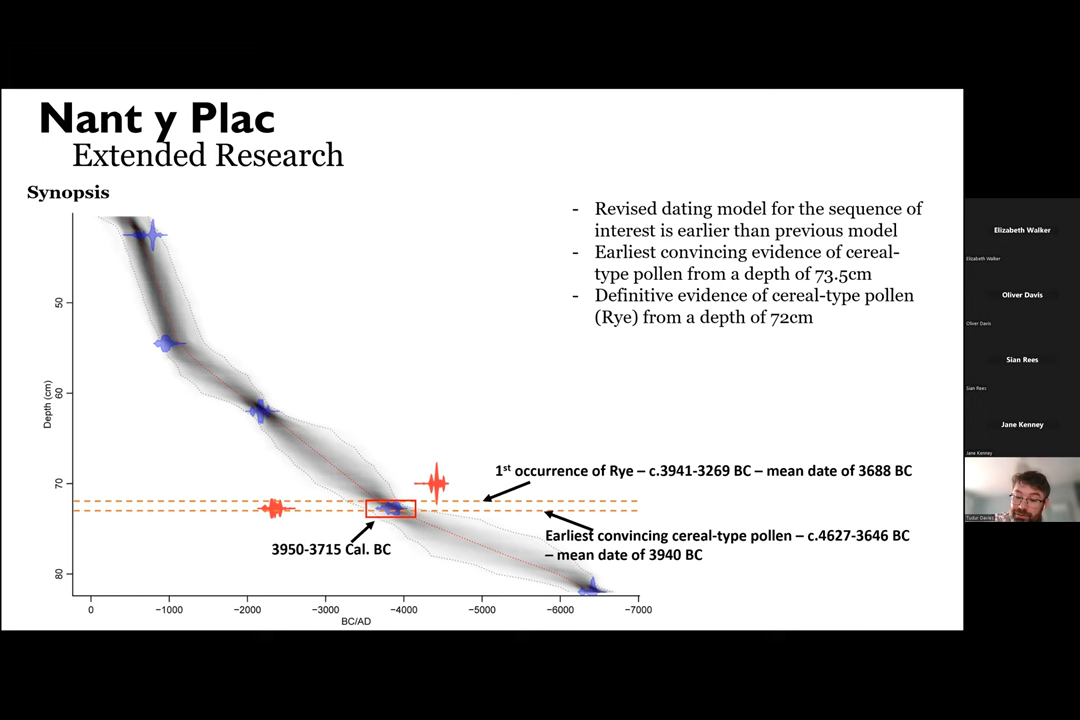 Nant y Plac
Extended Research
Synopsis
- Revised dating model for the sequence of
interest is earlier than previous model
- Earliest convincing evidence of cereal-
type pollen from a depth of 73.5cm
- Definitive evidence of cereal-type pollen
(Rye) from a depth of 72cm
50
60
70
80
Depth (cm)
1st occurrence of Rye – c.3941-3269 BC – mean date of 3688 BC
Earliest convincing cereal-type pollen – c.4627-3646 BC
– mean date of 3940 BC
3950-3715 Cal. BC
0 −1000 −2000 −3000 −4000 −5000 −6000 −7000
BC/AD
Elizabeth Walker
Elizabeth Walker
Oliver Davis
Oliver Davis
Sian Rees
Sian Rees
Jane Kenney
Jane Kenney
Tudur Davies